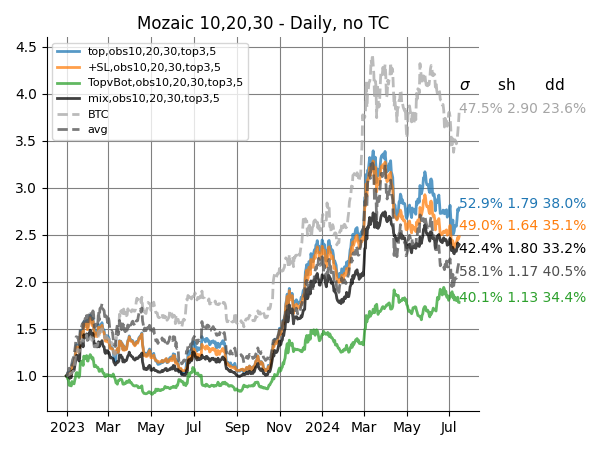 Mozaic 10,20,30 - Daily, no TC
4.5
4.0
3.5
3.0
2.5
2.0
1.5
1.0
top,obs10,20,30,top3,5
+SL,obs10,20,30,top3,5
TopvBot,obs10,20,30,top3,5
mix,obs10,20,30,top3,5
BTC
avg
σ sh dd
47.5% 2.90 23.6%
52.9% 1.79 38.0%
49.0% 1.64 35.1%
42.4% 1.80 33.2%
58.1% 1.17 40.5%
40.1% 1.13 34.4%
2023 Mar May Jul Sep Nov 2024 Mar May Jul